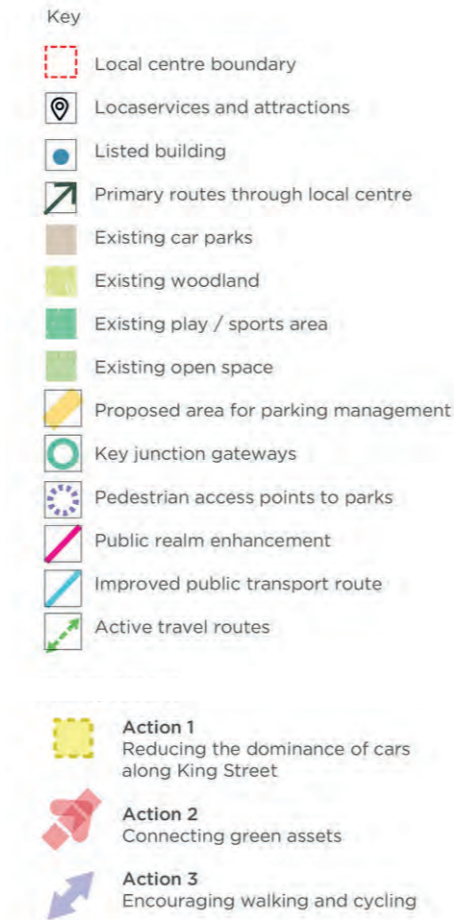 Key
Local centre boundary
Locaservices and attractions
Listed building
Primary routes through local centre
Existing car parks
Existing woodland
Existing play / sports area
Existing open space
Proposed area for parking management
Key junction gateways
Pedestrian access points to parks
Public realm enhancement
Improved public transport route
Active travel routes
Action 1
Reducing the dominance of cars
along King Street
Action 2
Connecting green assets
Action 3
Encouraging walking and cycling